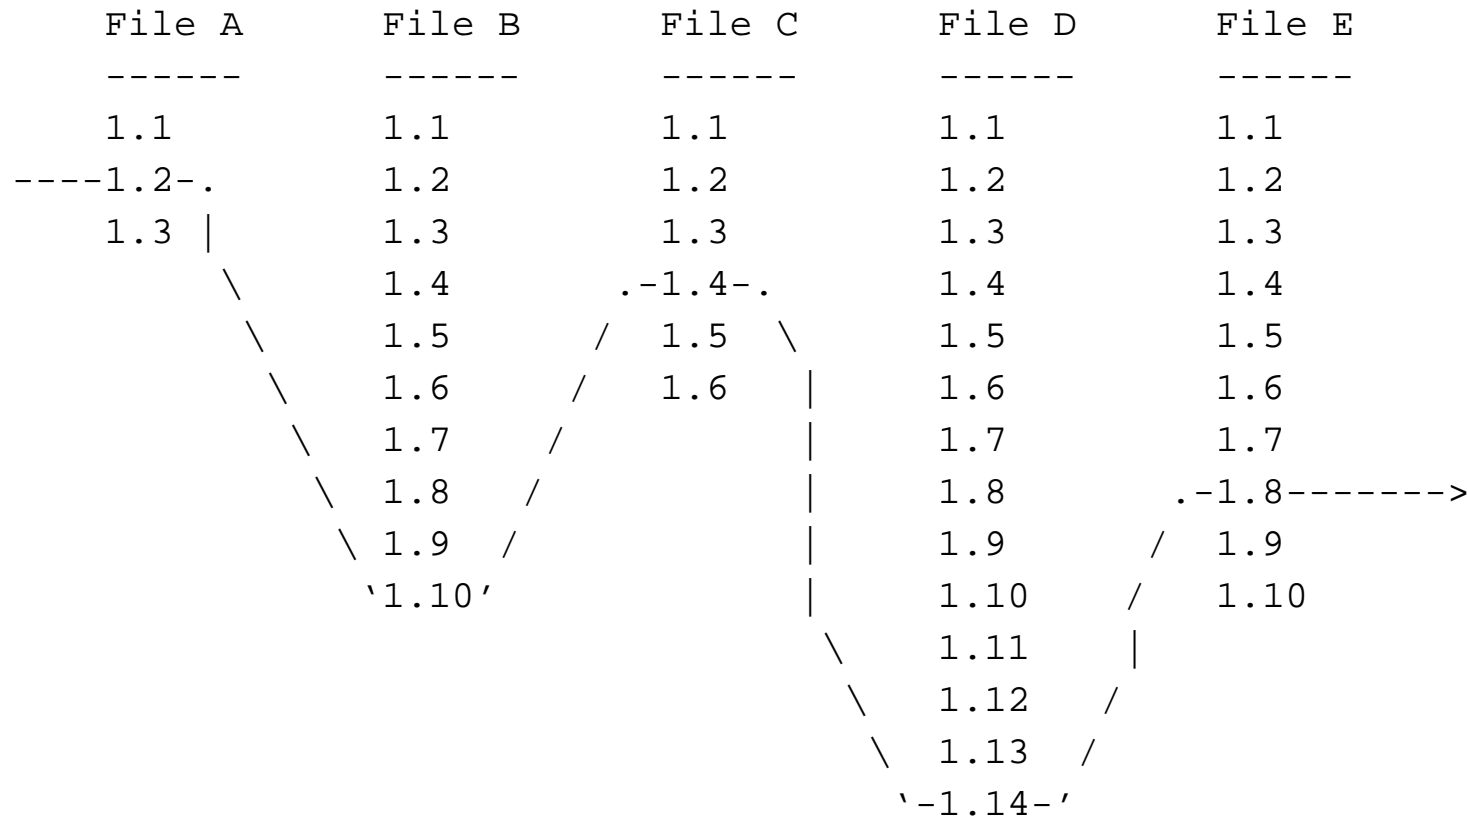 File A      File B      File C      File D      File E
     ------      ------      ------      ------      ------
     1.1         1.1         1.1         1.1         1.1
 ----1.2-.       1.2         1.2         1.2         1.2
     1.3 |       1.3         1.3         1.3         1.3
          \      1.4       .-1.4-.       1.4         1.4
           \     1.5      /  1.5  \      1.5         1.5
            \    1.6     /   1.6   |     1.6         1.6
             \   1.7    /          |     1.7         1.7
              \  1.8   /           |     1.8       .-1.8------->
               \ 1.9  /            |     1.9      /  1.9
                `1.10'             |     1.10    /   1.10
                                    \    1.11    |
                                     \   1.12   /
                                      \  1.13  /
                                       `-1.14-'